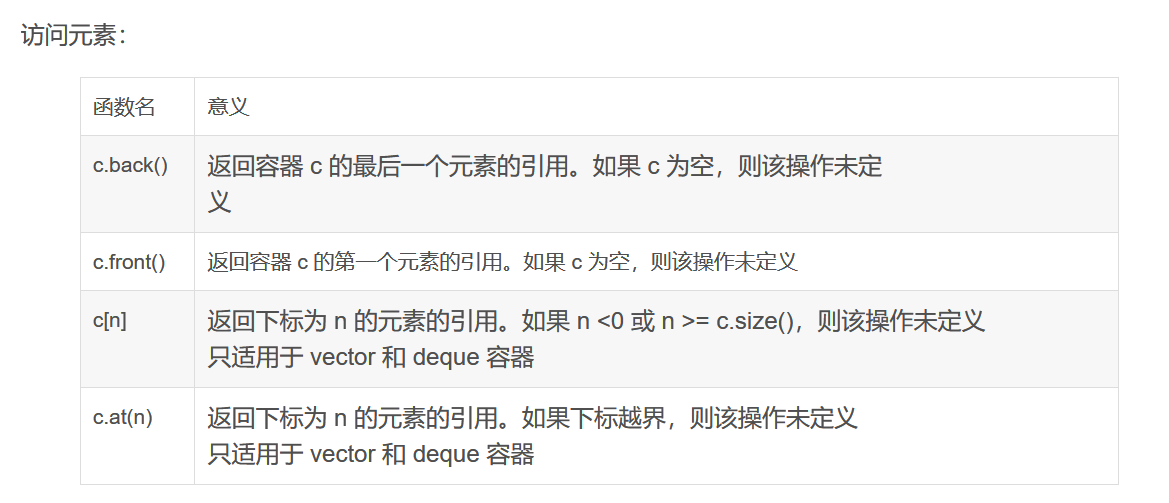 访问元素：
函数名 意义
c.back() 返回容器 c 的最后一个元素的引用。如果 c 为空，则该操作未定
义
c.front() 返回容器 c 的第一个元素的引用。如果 c 为空，则该操作未定义
c[n] 返回下标为 n 的元素的引用。如果 n <0 或 n >= c.size()，则该操作未定义
只适用于 vector 和 deque 容器
c.at(n) 返回下标为 n 的元素的引用。如果下标越界，则该操作未定义
只适用于 vector 和 deque 容器